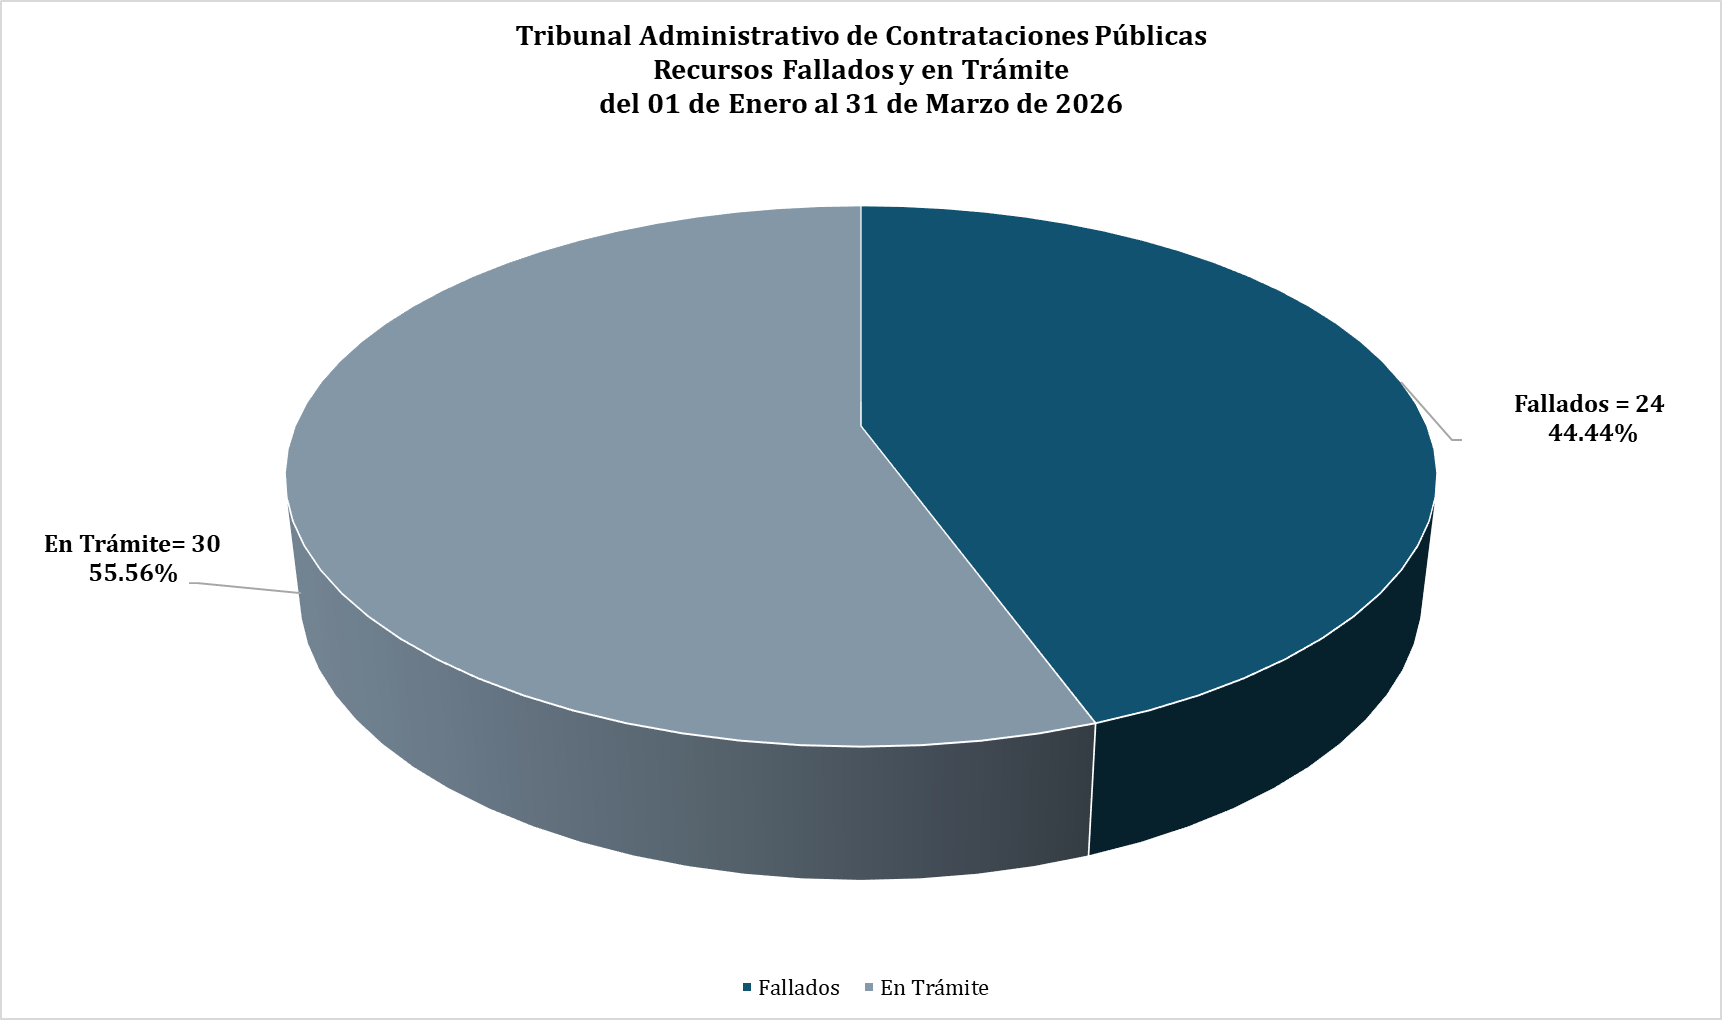 Tribunal Administrativo de Contrataciones Públicas
Recursos Fallados y en Trámite
del 01 de Enero al 31 de Marzo de 2026
Fallados = 24
44.44%
En Trámite= 30
55.56%
Fallados
En Trámite